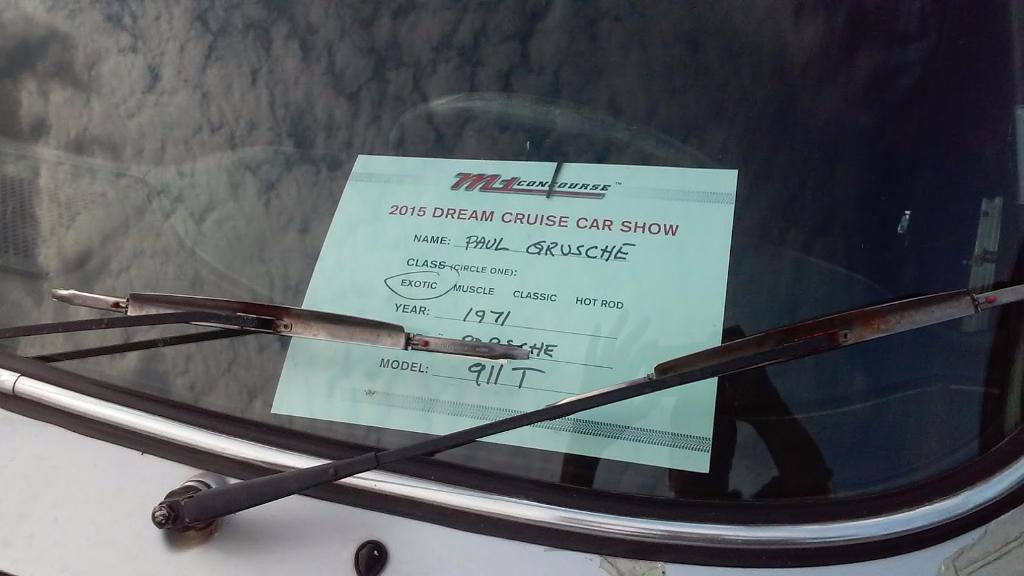 M1 CONCOURSE ™
2015 DREAM CRUISE CAR SHOW
NAME: PAUL GRUSCHE
CLASS (CIRCLE ONE):
EXOTIC MUSCLE CLASSIC HOT ROD
YEAR: 1971
PORSCHE
MODEL: 911 T